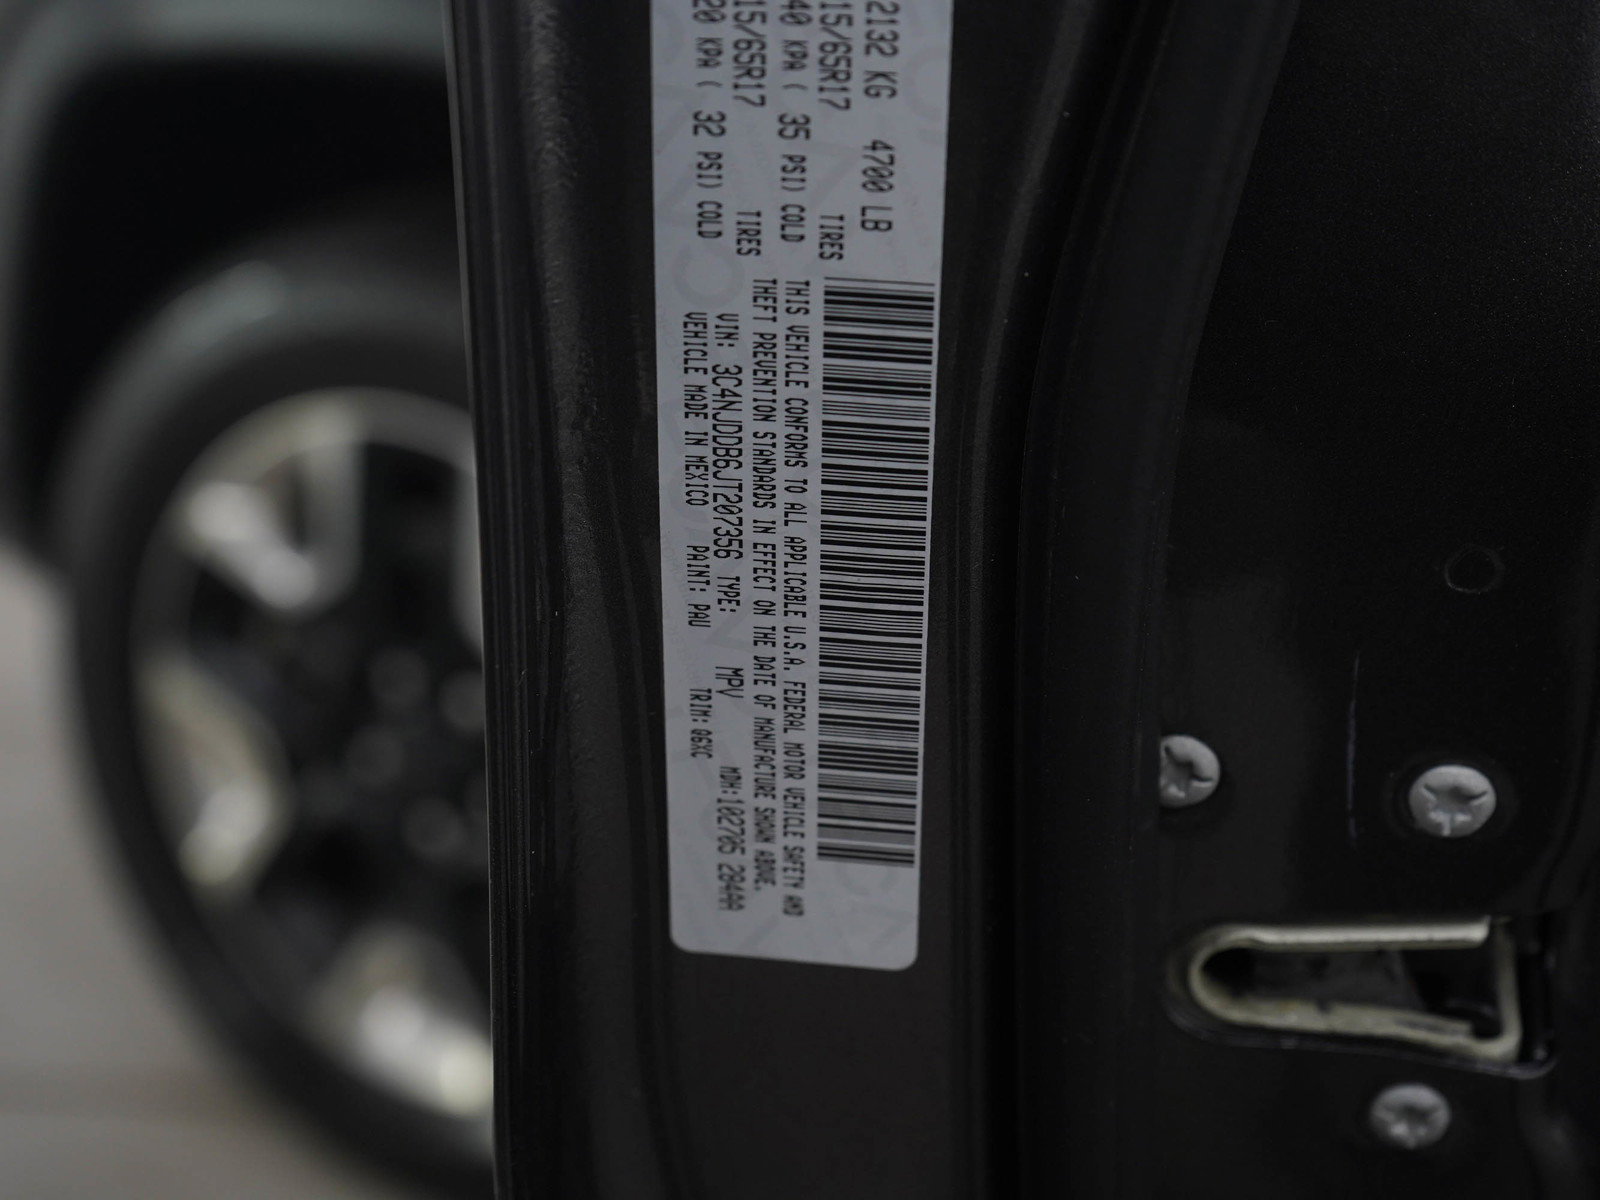 2132 KG 4700 LB
15/65R17 TIRES
40 KPA ( 35 PSI) COLD
15/65R17 TIRES
20 KPA ( 32 PSI) COLD
THIS VEHICLE CONFORMS TO ALL APPLICABLE U.S.A. FEDERAL MOTOR VEHICLE SAFETY AND
THEFT PREVENTION STANDARDS IN EFFECT ON THE DATE OF MANUFACTURE SHOWN ABOVE.
VIN: 3C4NJDDB6JT207356 TYPE: MPV MDH:102705 284AA
VEHICLE MADE IN MEXICO PAINT: PAU TRIM: Q6XC